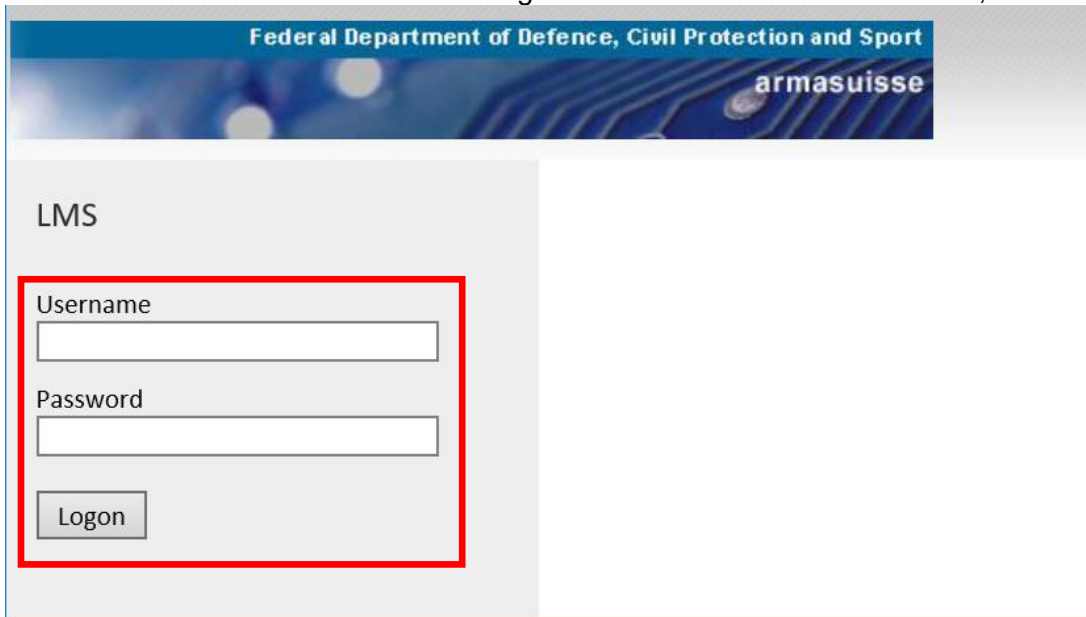 Federal Department of Defence, Civil Protection and Sport
armasuisse
LMS
Username
Password
Logon